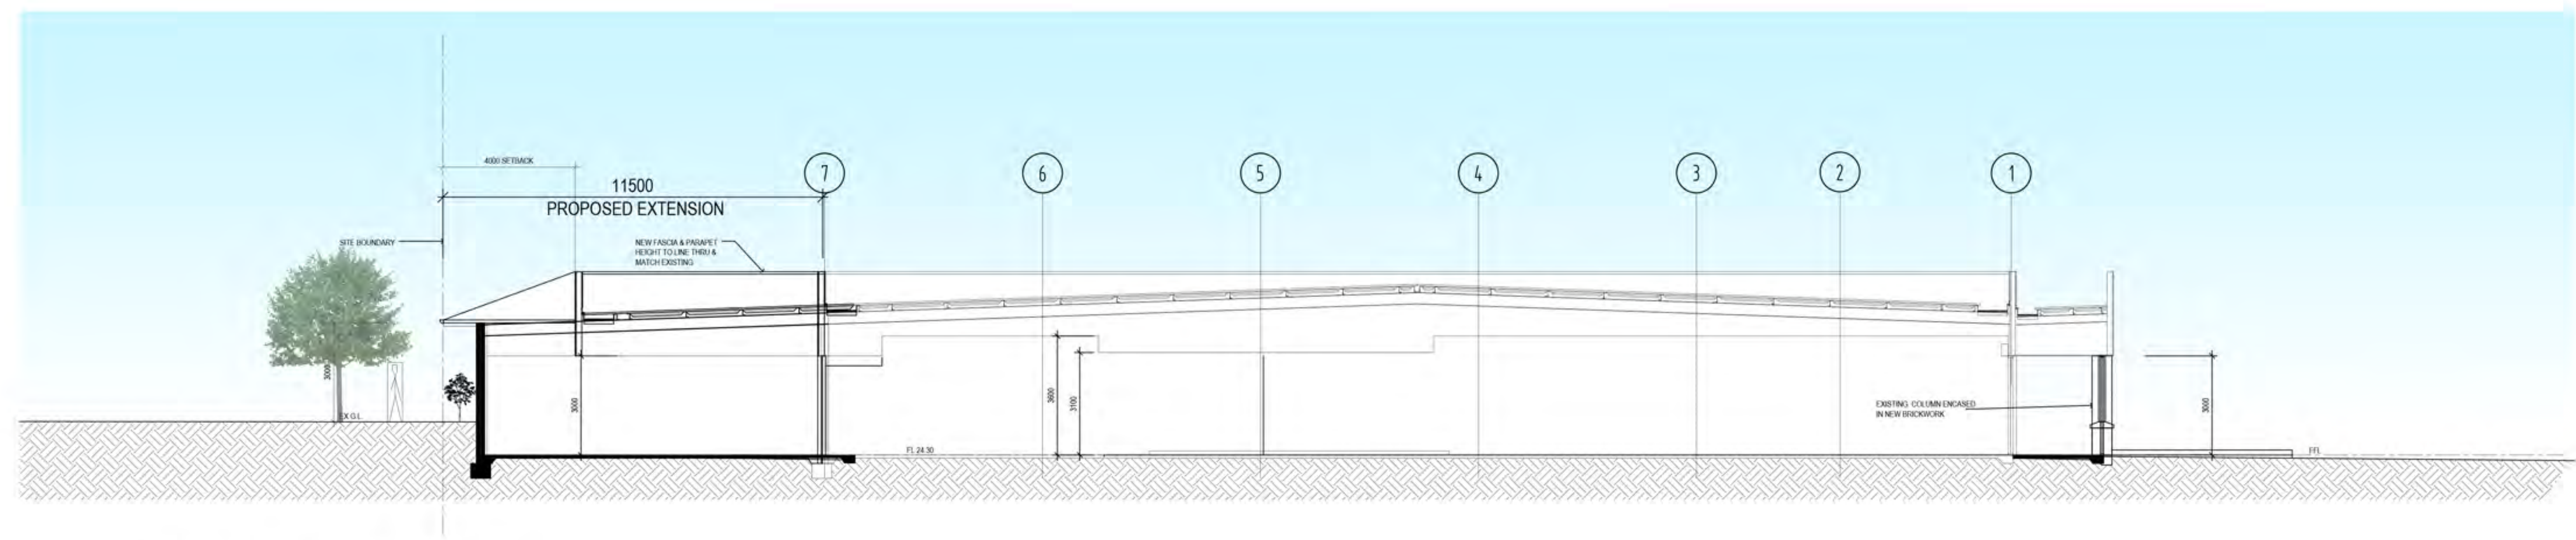 4000 SETBACK
11500
PROPOSED EXTENSION
7
6
5
4
3
2
1
SITE BOUNDARY
NEW FASCIA & PARAPET
HEIGHT TO LINE THRU &
MATCH EXISTING
3000
EX G.L.
3000
3600
3100
FL 24.30
EXISTING COLUMN ENCASED
IN NEW BRICKWORK
3000
FFL